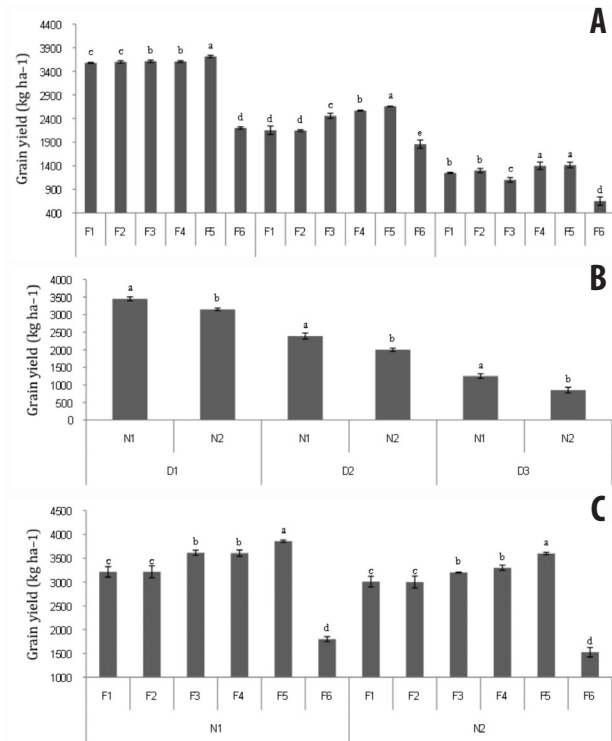 A
Grain yield (kg ha−1)
4400
3900
3400
2900
2400
1900
1400
900
400
c c b b a d d d c b a e b b c a a d
F1 F2 F3 F4 F5 F6 F1 F2 F3 F4 F5 F6 F1 F2 F3 F4 F5 F6
B
Grain yield (kg ha−1)
4000
3500
3000
2500
2000
1500
1000
500
0
a b a b a b
N1 N2 N1 N2 N1 N2
D1 D2 D3
C
Grain yield (kg ha−1)
4500
4000
3500
3000
2500
2000
1500
1000
c c b b a d c c b b a d
F1 F2 F3 F4 F5 F6 F1 F2 F3 F4 F5 F6
N1 N2